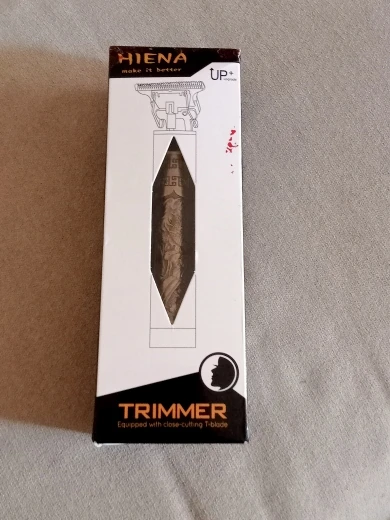 HIENA
make it better
UP+
TRIMMER
Equipped with close-cutting T-blade